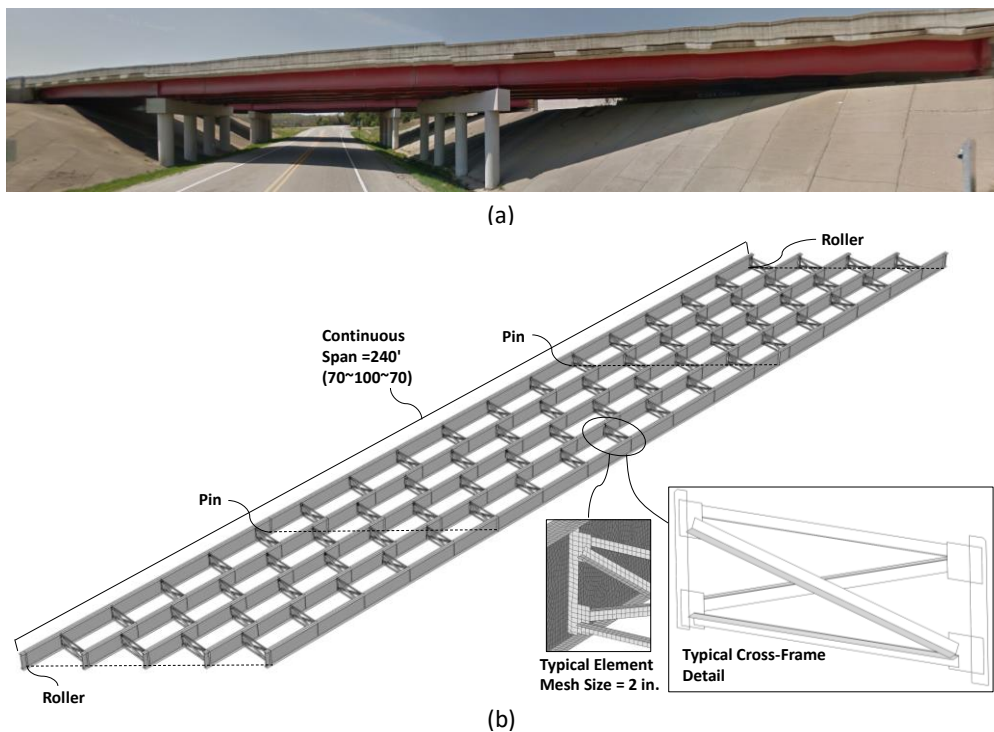 (a)
Roller
Continuous
Span =240'
(70~100~70)
Pin
Pin
Roller
Typical Element
Mesh Size = 2 in.
Typical Cross-Frame
Detail
(b)